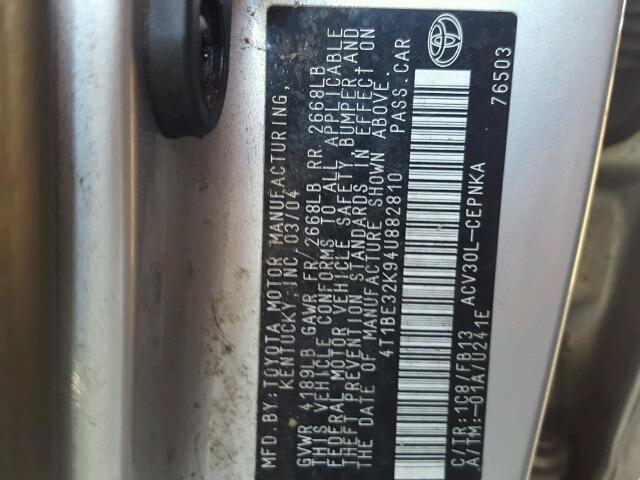 MFD. BY: TOYOTA MOTOR MANUFACTURING,
KENTUCKY, INC. 03/04
GVWR 4189LB GAWR FR 2668LB RR 2668LB
THIS VEHICLE CONFORMS TO ALL APPLICABLE
FEDERAL MOTOR VEHICLE SAFETY, BUMPER AND
THEFT PREVENTION STANDARDS IN EFFECT ON
THE DATE OF MANUFACTURE SHOWN ABOVE.
4T1BE32K94U882810 PASS. CAR
C/TR: 1C8/FB13 ACV30L-CEPNKA
A/TM: -01A/U241E 76503